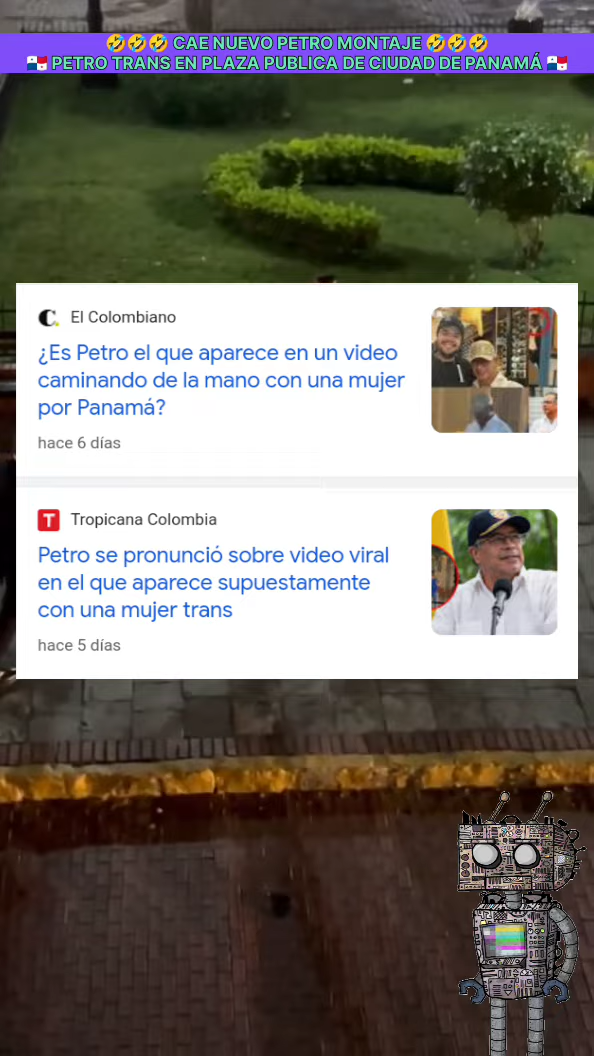 🤣🤣🤣 CAE NUEVO PETRO MONTAJE 🤣🤣🤣
🇵🇦 PETRO TRANS EN PLAZA PUBLICA DE CIUDAD DE PANAMÁ 🇵🇦
El Colombiano
¿Es Petro el que aparece en un video
caminando de la mano con una mujer
por Panamá?
hace 6 días
T Tropicana Colombia
Petro se pronunció sobre video viral
en el que aparece supuestamente
con una mujer trans
hace 5 días